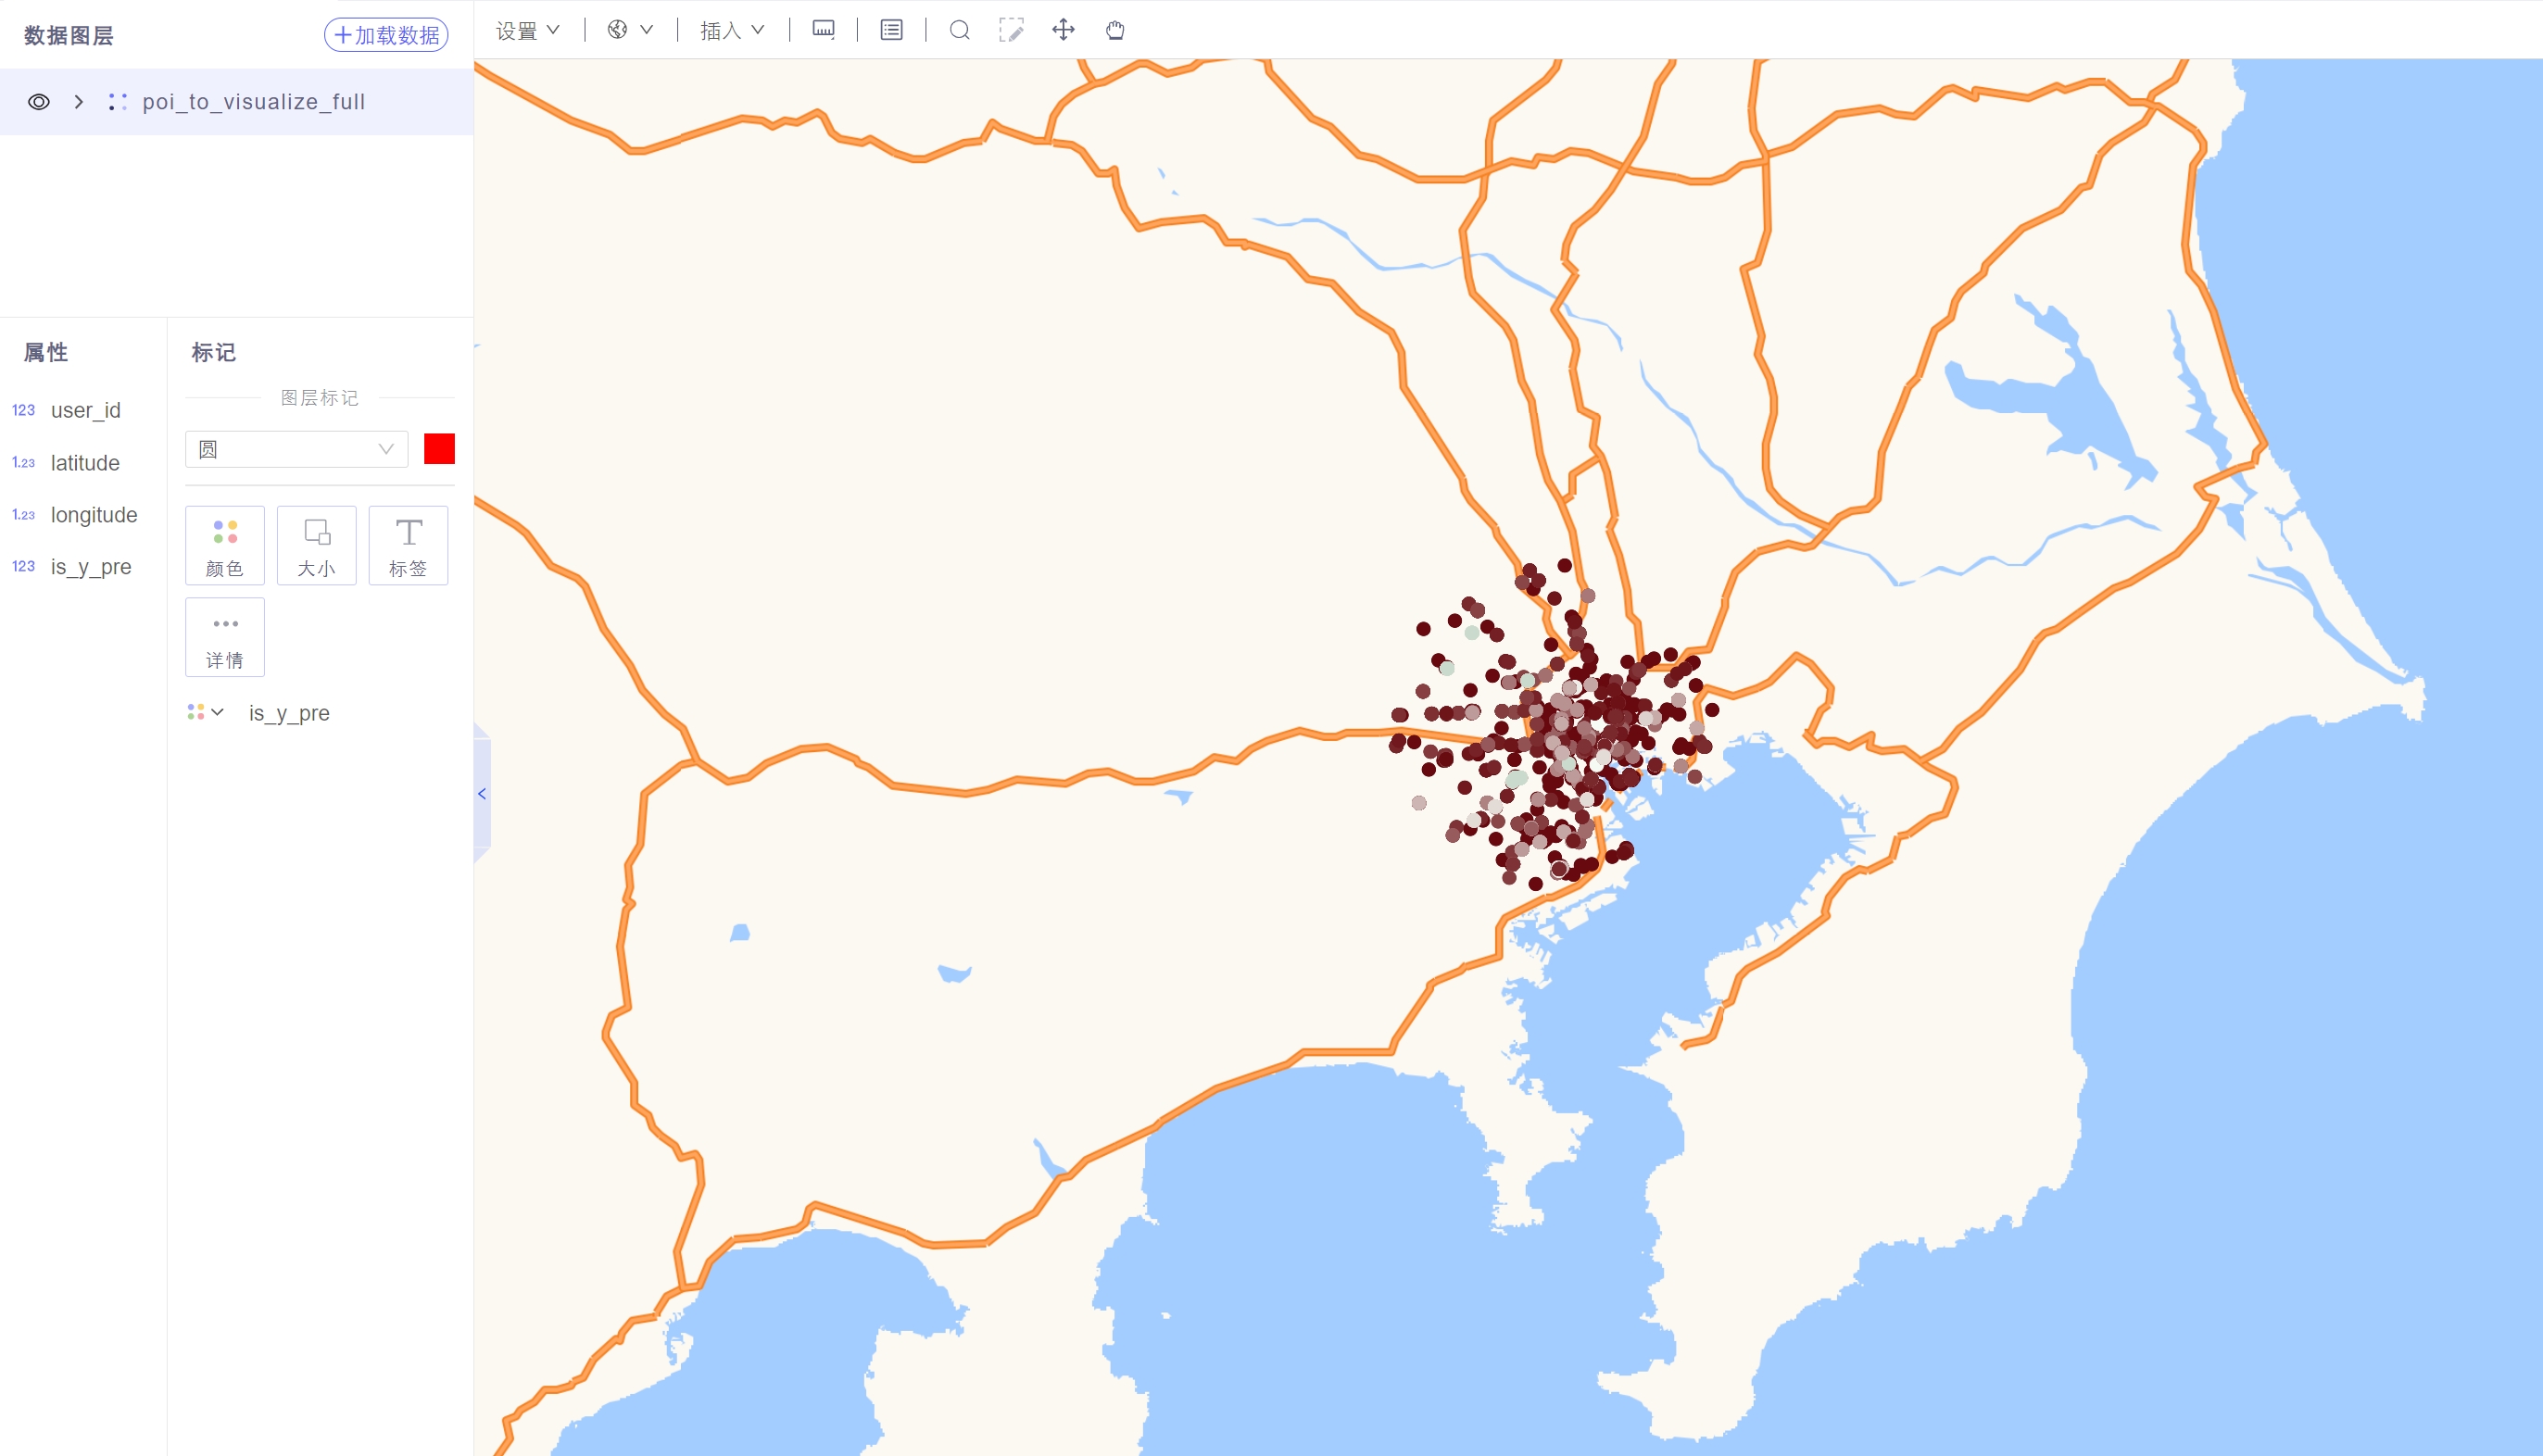 数据图层
+加载数据
设置
插入
poi_to_visualize_full
属性
123 user_id
1.23 latitude
1.23 longitude
123 is_y_pre
标记
图层标记
圆
颜色
大小
标签
详情
is_y_pre